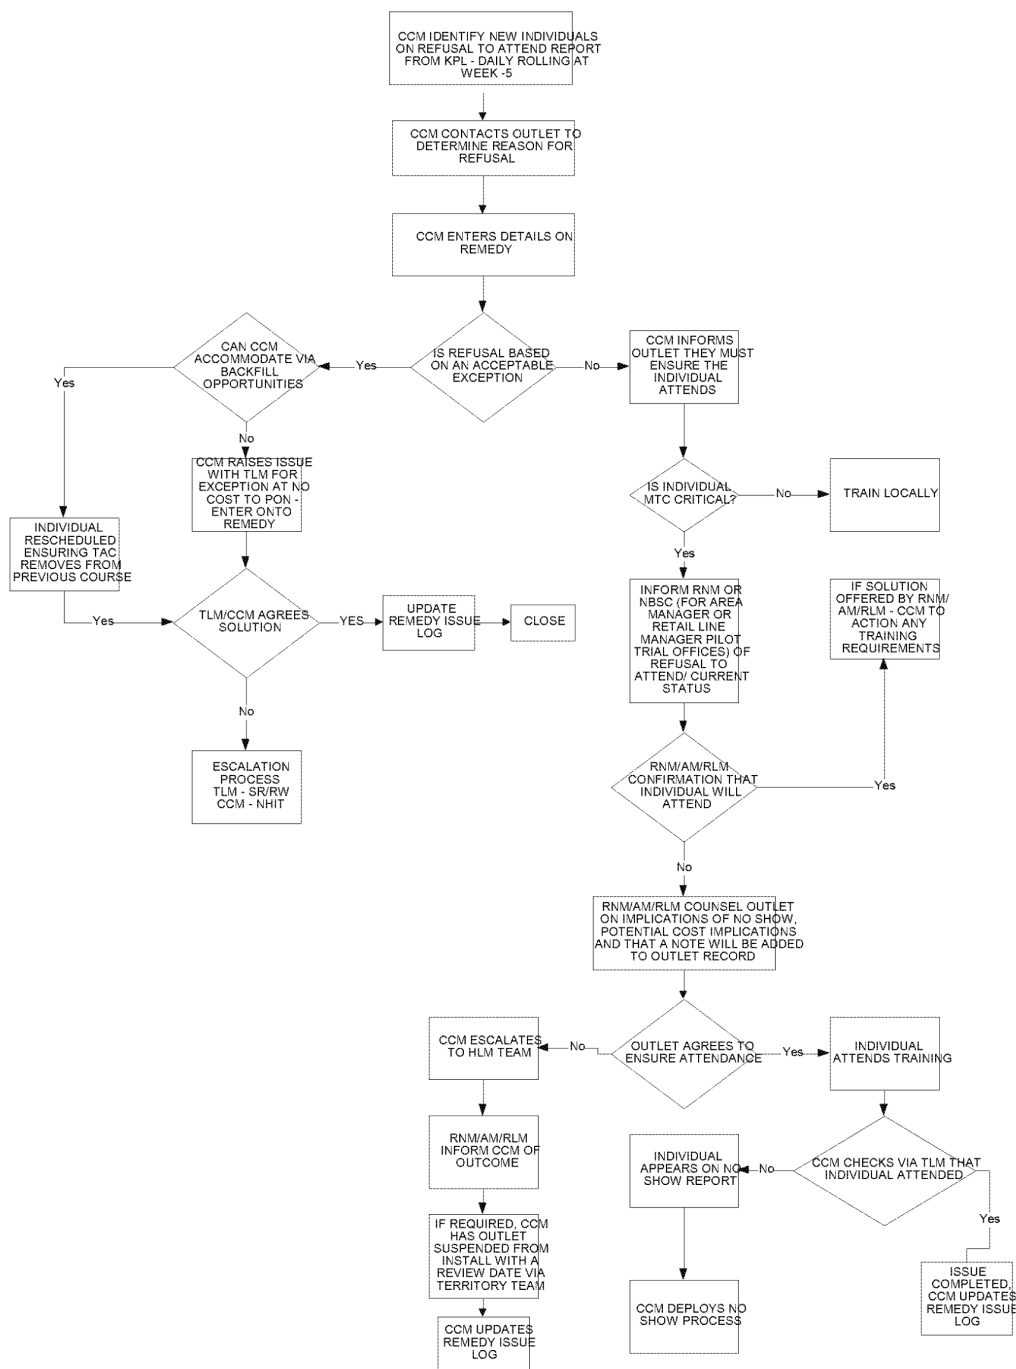 CCM IDENTIFY NEW INDIVIDUALS
ON REFUSAL TO ATTEND REPORT
FROM KPL - DAILY ROLLING AT
WEEK -5
CCM CONTACTS OUTLET TO
DETERMINE REASON FOR
REFUSAL
CCM ENTERS DETAILS ON
REMEDY
IS REFUSAL BASED
ON AN ACCEPTABLE
EXCEPTION
Yes
No
CAN CCM
ACCOMMODATE VIA
BACKFILL
OPPORTUNITIES
Yes
No
CCM INFORMS
OUTLET THEY MUST
ENSURE THE
INDIVIDUAL
ATTENDS
CCM RAISES ISSUE
WITH TLM FOR
EXCEPTION AT NO
COST TO PON -
ENTER ONTO
REMEDY
IS INDIVIDUAL
MTC CRITICAL?
No
TRAIN LOCALLY
Yes
INDIVIDUAL
RESCHEDULED
ENSURING TAC
REMOVES FROM
PREVIOUS COURSE
Yes
TLM/CCM AGREES
SOLUTION
YES
UPDATE
REMEDY ISSUE
LOG
CLOSE
No
ESCALATION
PROCESS
TLM - SR/RW
CCM - NHIT
INFORM RNM OR
NBSC (FOR AREA
MANAGER OR
RETAIL LINE
MANAGER PILOT
TRIAL OFFICES) OF
REFUSAL TO
ATTEND/ CURRENT
STATUS
IF SOLUTION
OFFERED BY RNM/
AM/RLM - CCM TO
ACTION ANY
TRAINING
REQUIREMENTS
RNM/AM/RLM
CONFIRMATION THAT
INDIVIDUAL WILL
ATTEND
Yes
No
RNM/AM/RLM COUNSEL OUTLET
ON IMPLICATIONS OF NO SHOW,
POTENTIAL COST IMPLICATIONS
AND THAT A NOTE WILL BE ADDED
TO OUTLET RECORD
OUTLET AGREES TO
ENSURE ATTENDANCE
No
Yes
CCM ESCALATES
TO HLM TEAM
INDIVIDUAL
ATTENDS TRAINING
RNM/AM/RLM
INFORM CCM OF
OUTCOME
CCM CHECKS VIA TLM THAT
INDIVIDUAL ATTENDED
No
INDIVIDUAL
APPEARS ON NO
SHOW REPORT
Yes
IF REQUIRED, CCM
HAS OUTLET
SUSPENDED FROM
INSTALL WITH A
REVIEW DATE VIA
TERRITORY TEAM
CCM DEPLOYS NO
SHOW PROCESS
ISSUE
COMPLETED,
CCM UPDATES
REMEDY ISSUE
LOG
CCM UPDATES
REMEDY ISSUE
LOG